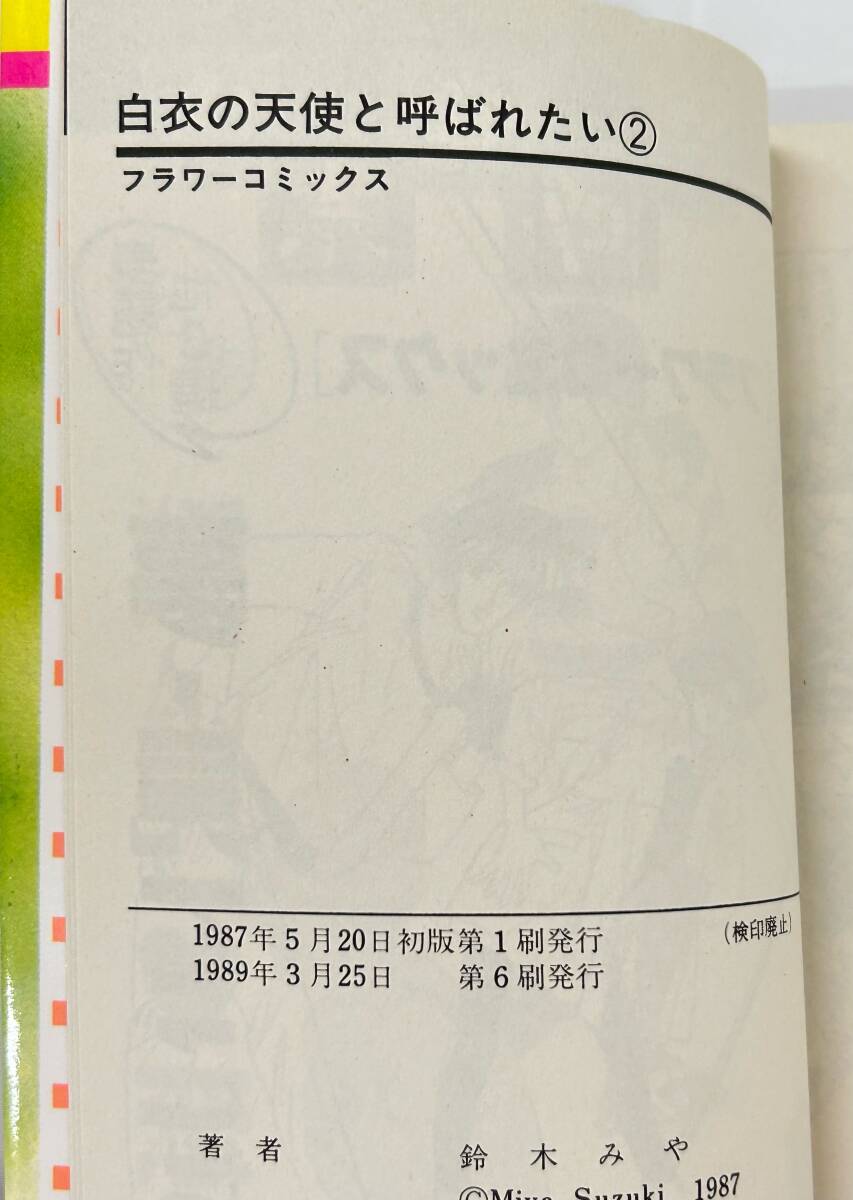 白衣の天使と呼ばれたい②
フラワーコミックス
1987年5月20日初版第1刷発行
(検印廃止)
1989年3月25日 第6刷発行
著者 鈴木みや
©Miya Suzuki 1987